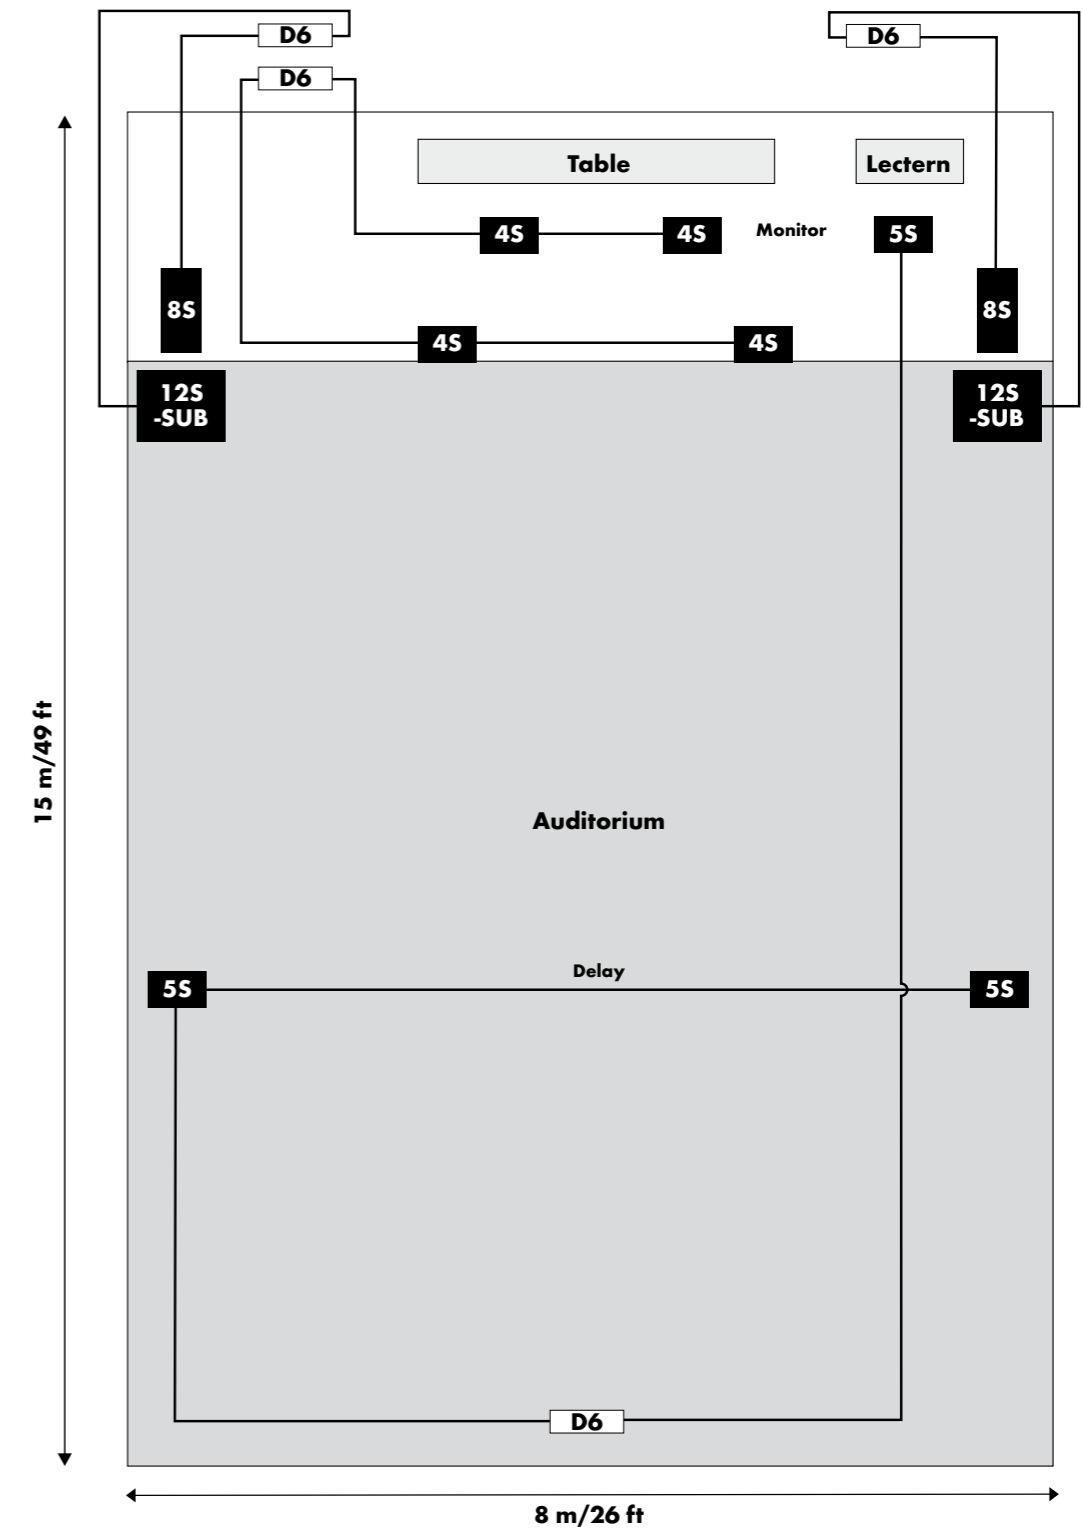 D6
D6
D6
Table
Lectern
4S
4S
Monitor
5S
8S
8S
4S
4S
12S
-SUB
12S
-SUB
15 m/49 ft
Auditorium
Delay
5S
5S
D6
8 m/26 ft